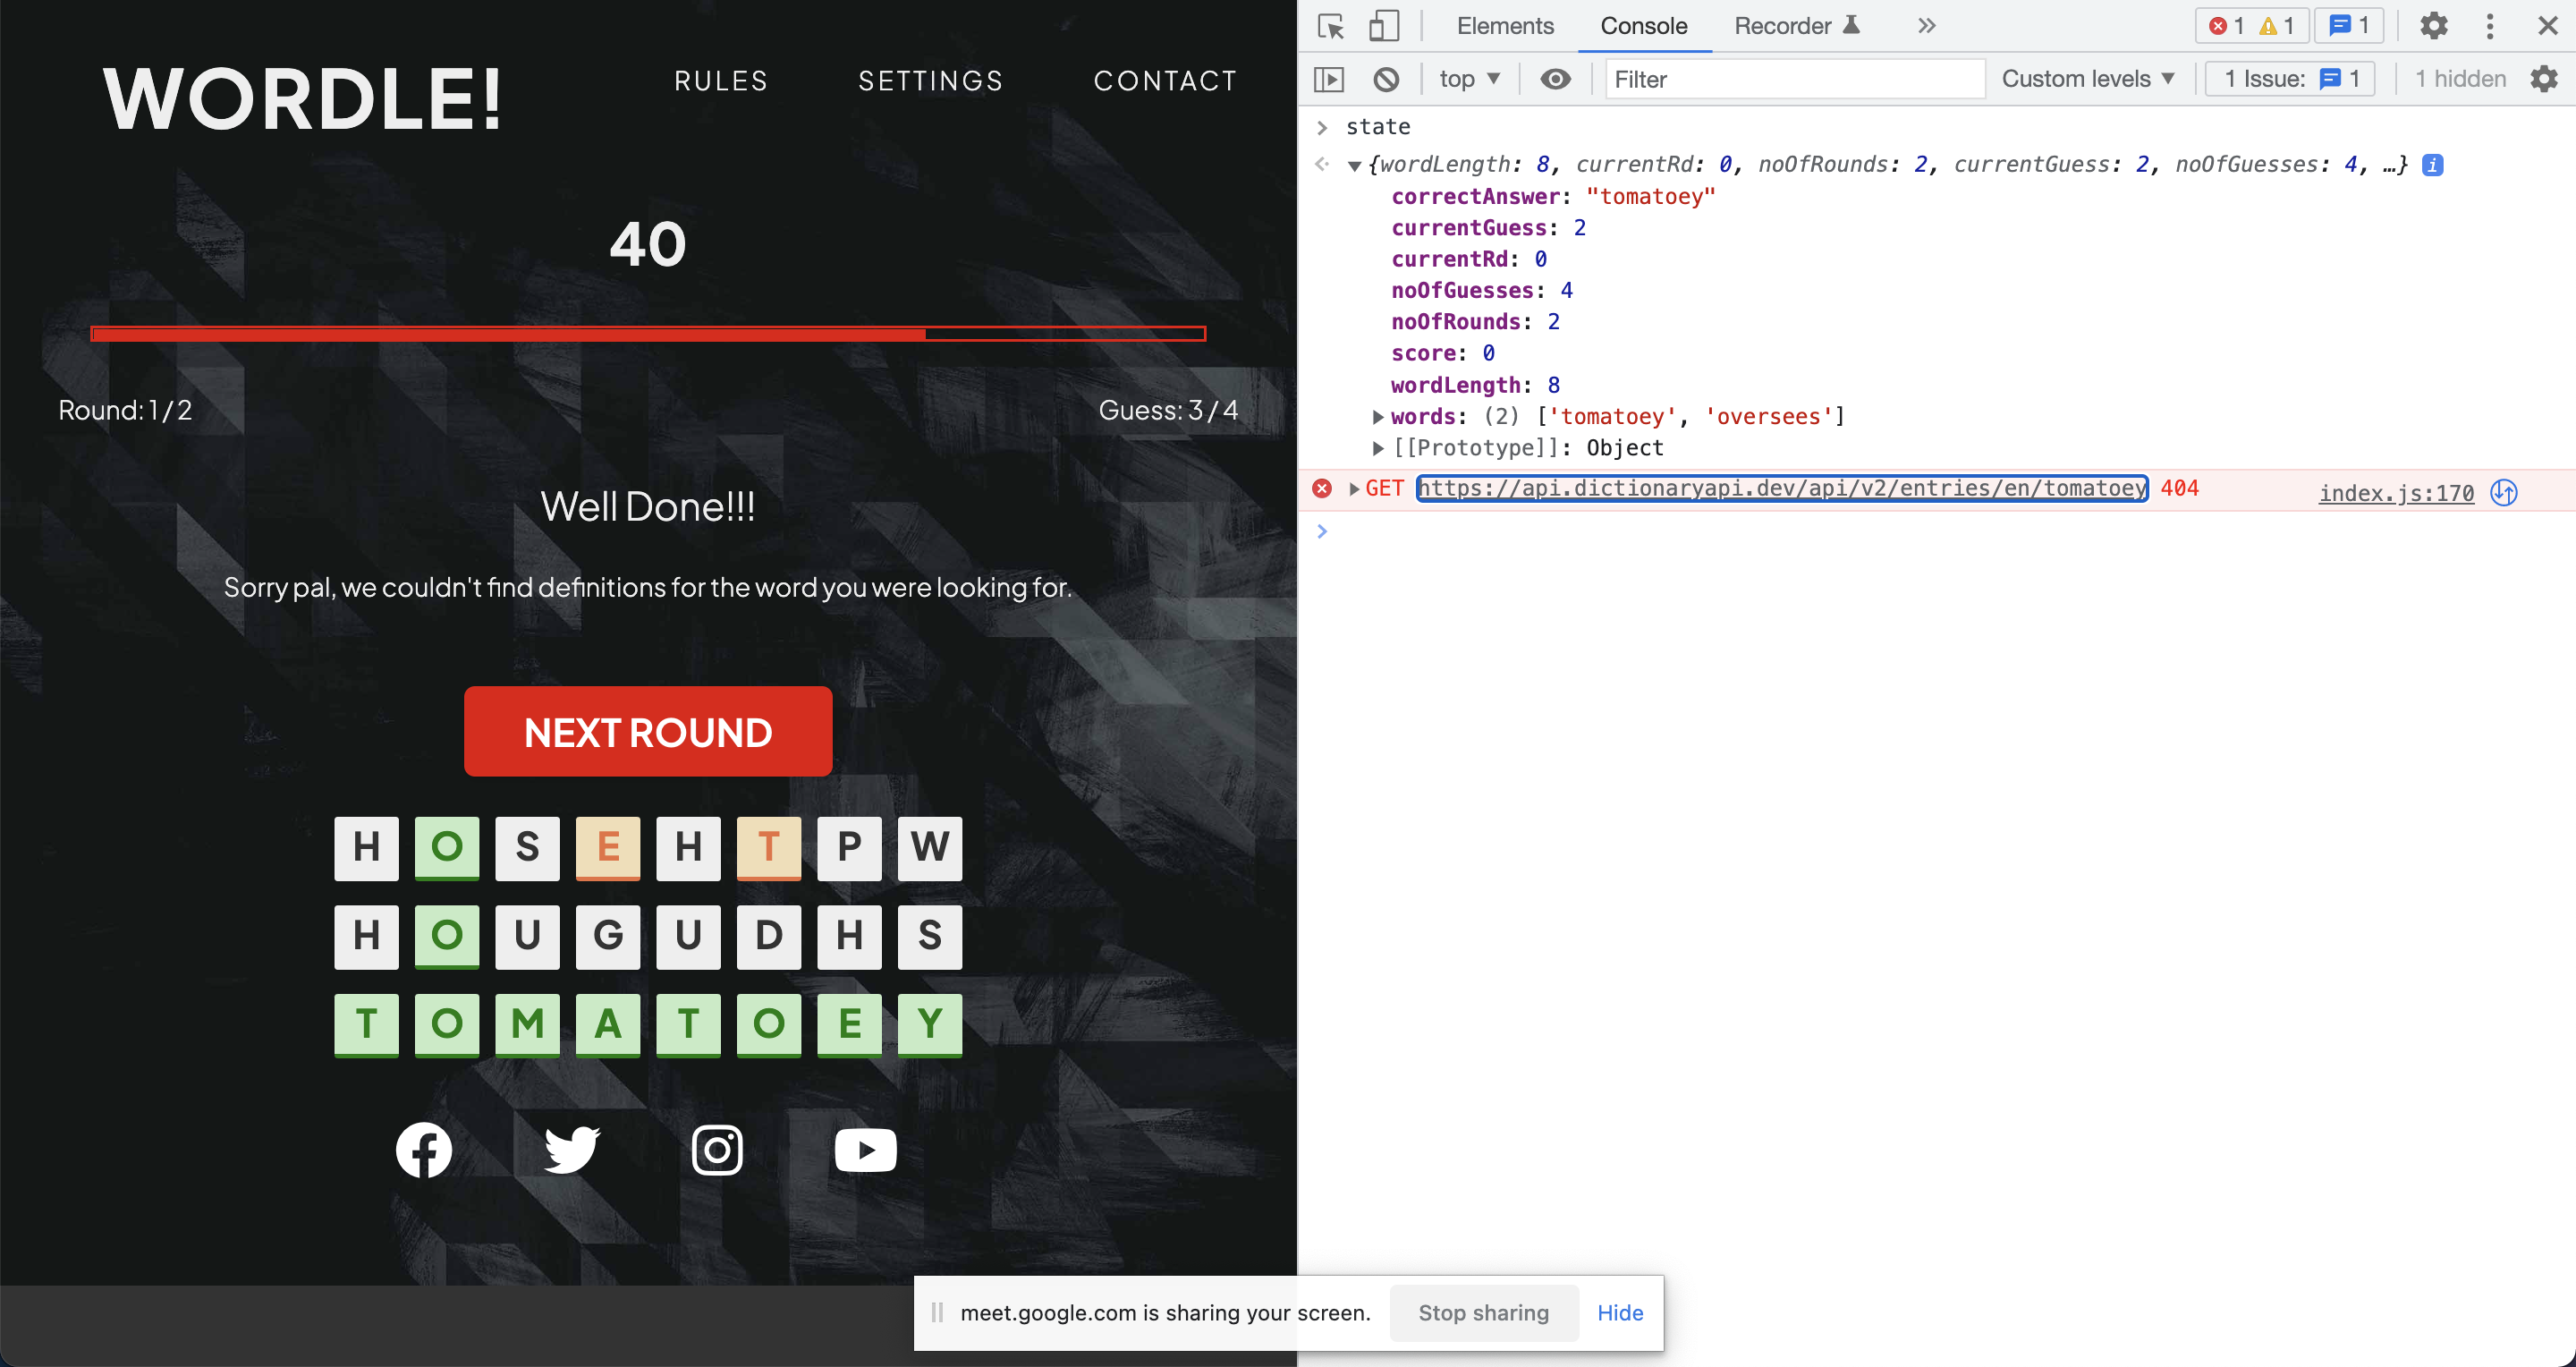 WORDLE!
RULES SETTINGS CONTACT
40
Round: 1 / 2
Guess: 3 / 4
Well Done!!!
Sorry pal, we couldn't find definitions for the word you were looking for.
NEXT ROUND
H O S E H T P W
H O U G U D H S
T O M A T O E Y
Elements Console Recorder » 1 1 1
top Filter Custom levels 1 Issue: 1 1 hidden
state
{wordLength: 8, currentRd: 0, noOfRounds: 2, currentGuess: 2, noOfGuesses: 4, …} i
correctAnswer: "tomatoey"
currentGuess: 2
currentRd: 0
noOfGuesses: 4
noOfRounds: 2
score: 0
wordLength: 8
words: (2) ['tomatoey', 'oversees']
[[Prototype]]: Object
GET https://api.dictionaryapi.dev/api/v2/entries/en/tomatoey 404 index.js:170
meet.google.com is sharing your screen. Stop sharing Hide